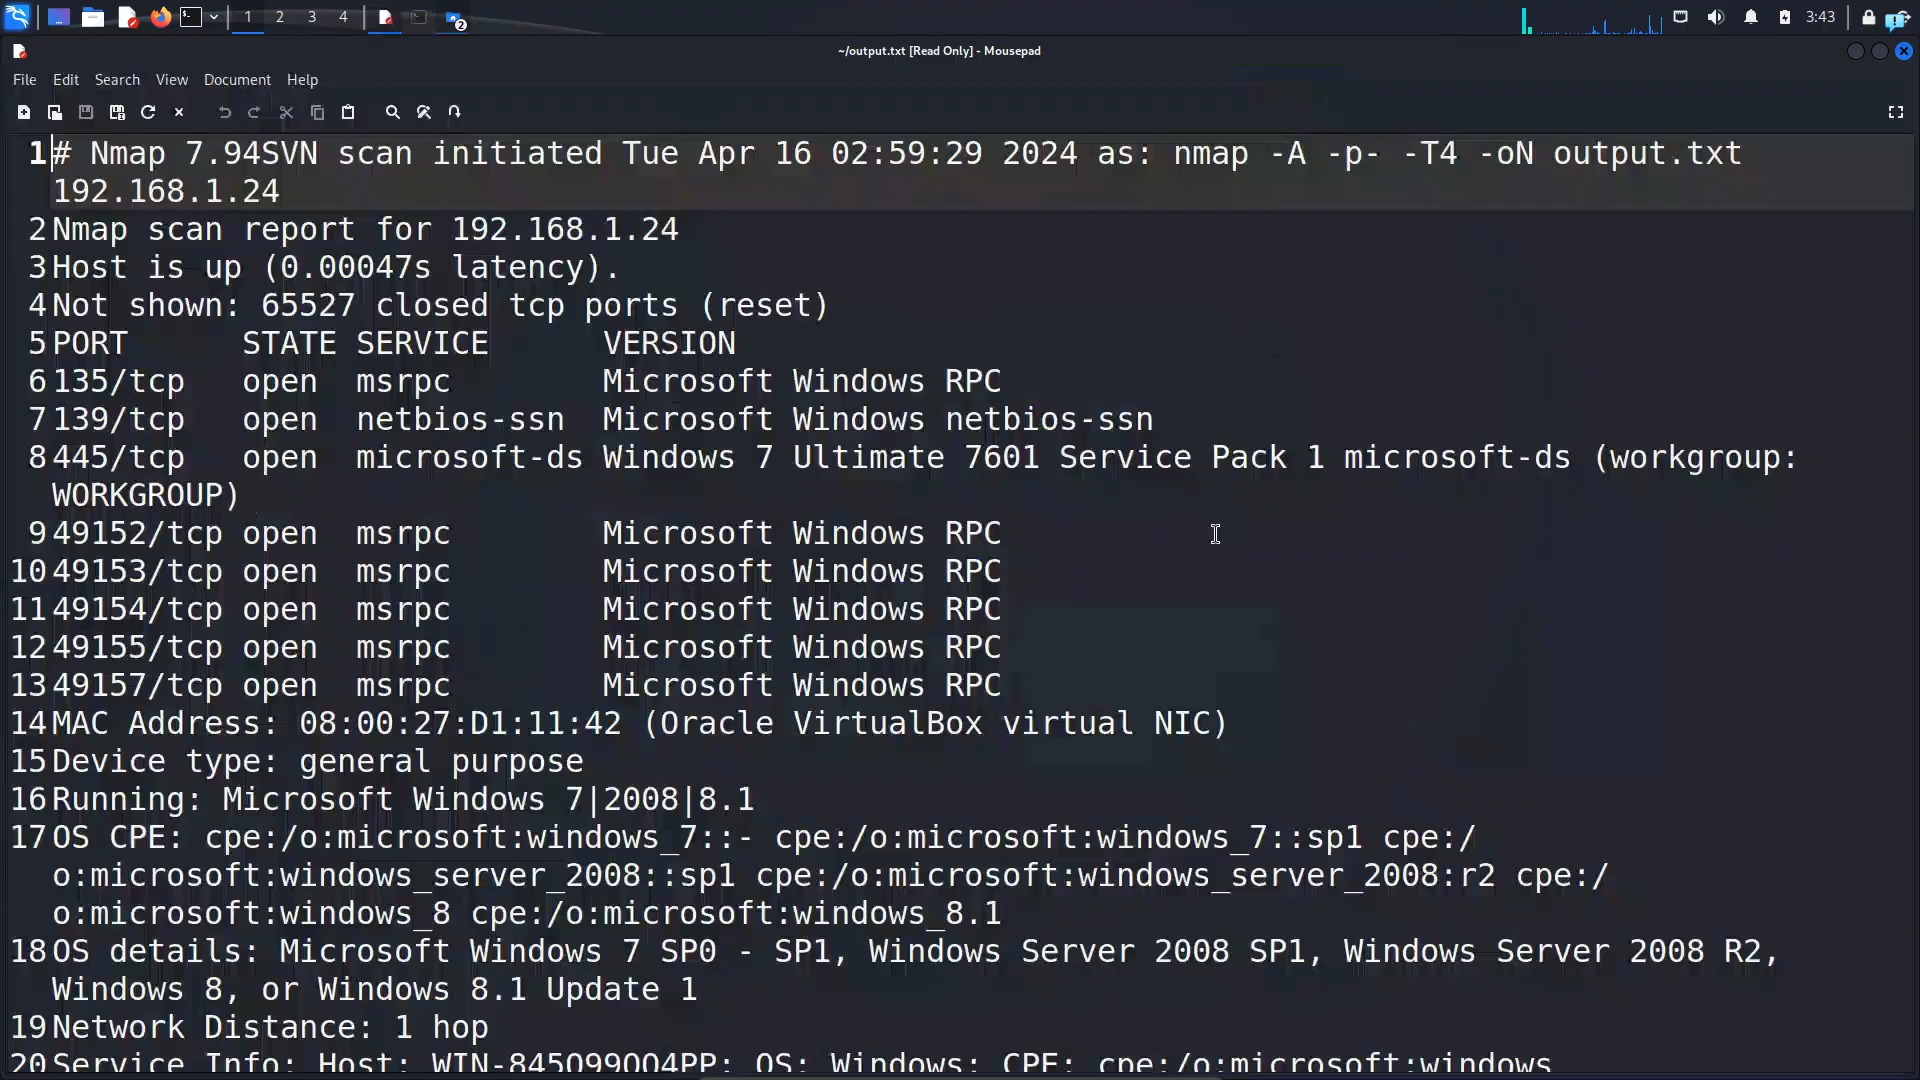 1 2 3 4
2
3:43
~/output.txt [Read Only] - Mousepad
File Edit Search View Document Help
1 # Nmap 7.94SVN scan initiated Tue Apr 16 02:59:29 2024 as: nmap -A -p- -T4 -oN output.txt
192.168.1.24
2 Nmap scan report for 192.168.1.24
3 Host is up (0.00047s latency).
4 Not shown: 65527 closed tcp ports (reset)
5 PORT STATE SERVICE VERSION
6 135/tcp open msrpc Microsoft Windows RPC
7 139/tcp open netbios-ssn Microsoft Windows netbios-ssn
8 445/tcp open microsoft-ds Windows 7 Ultimate 7601 Service Pack 1 microsoft-ds (workgroup:
WORKGROUP)
9 49152/tcp open msrpc Microsoft Windows RPC
10 49153/tcp open msrpc Microsoft Windows RPC
11 49154/tcp open msrpc Microsoft Windows RPC
12 49155/tcp open msrpc Microsoft Windows RPC
13 49157/tcp open msrpc Microsoft Windows RPC
14 MAC Address: 08:00:27:D1:11:42 (Oracle VirtualBox virtual NIC)
15 Device type: general purpose
16 Running: Microsoft Windows 7|2008|8.1
17 OS CPE: cpe:/o:microsoft:windows_7::- cpe:/o:microsoft:windows_7::sp1 cpe:/
o:microsoft:windows_server_2008::sp1 cpe:/o:microsoft:windows_server_2008:r2 cpe:/
o:microsoft:windows_8 cpe:/o:microsoft:windows_8.1
18 OS details: Microsoft Windows 7 SP0 - SP1, Windows Server 2008 SP1, Windows Server 2008 R2,
Windows 8, or Windows 8.1 Update 1
19 Network Distance: 1 hop
20 Service Info: Host: OS: Windows; CPE: cpe:/o:microsoft:windows